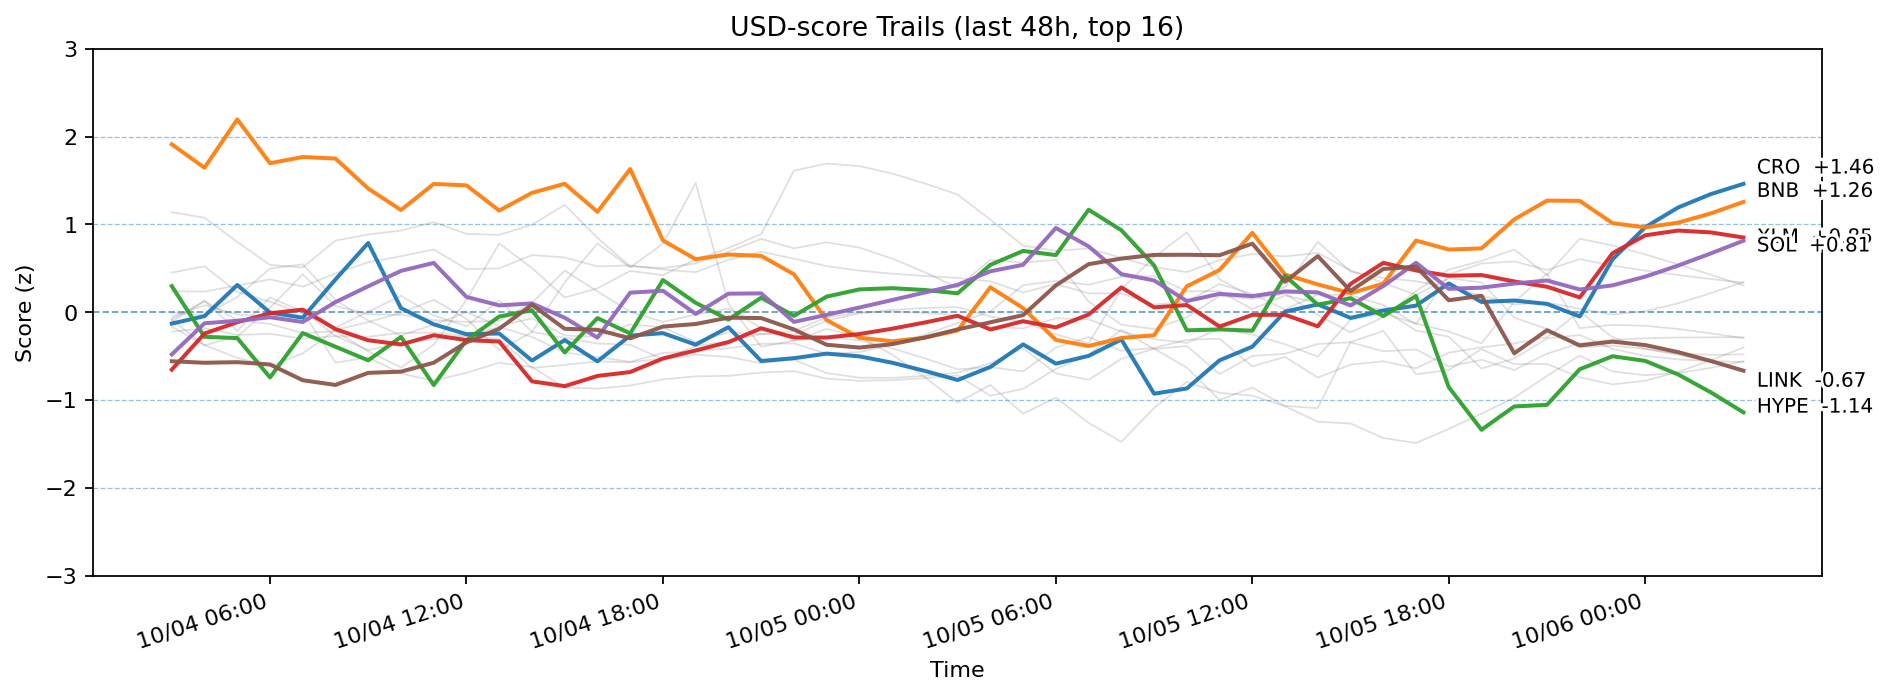 USD-score Trails (last 48h, top 16)
3
2
1
0
−1
−2
−3
Score (z)
CRO +1.46
BNB +1.26
SOL +0.81
LINK -0.67
HYPE -1.14
10/04 06:00
10/04 12:00
10/04 18:00
10/05 00:00
10/05 06:00
10/05 12:00
10/05 18:00
10/06 00:00
Time